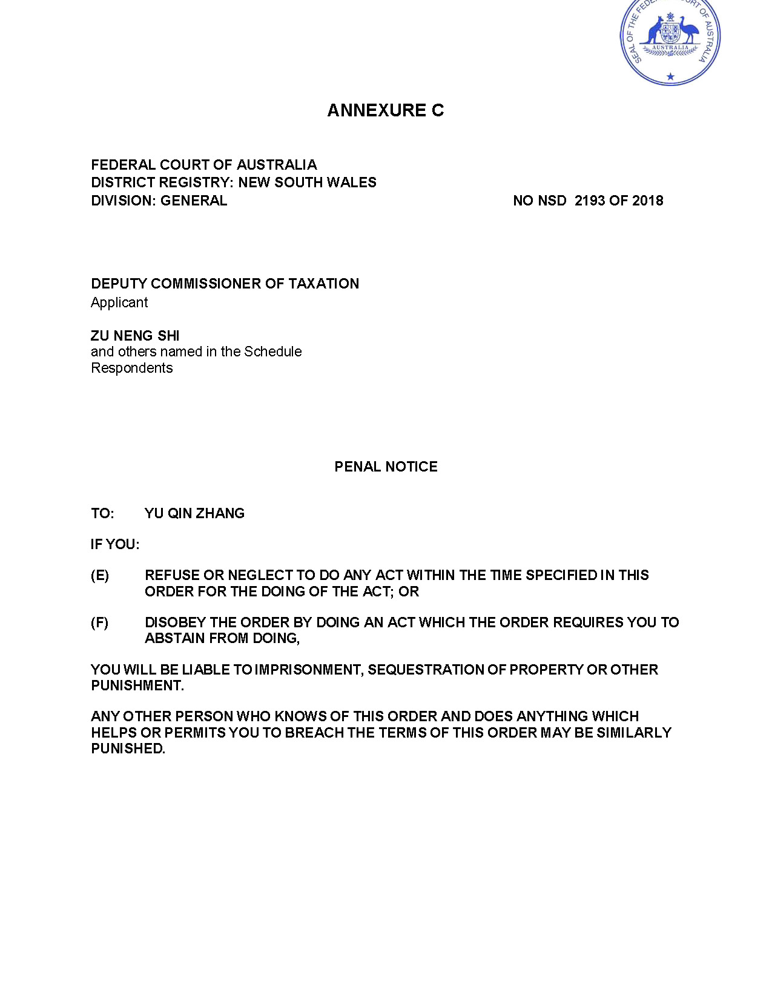 SEAL OF THE FEDERAL COURT OF AUSTRALIA
AUSTRALIA
ANNEXURE C
FEDERAL COURT OF AUSTRALIA
DISTRICT REGISTRY: NEW SOUTH WALES
DIVISION: GENERAL NO NSD 2193 OF 2018
DEPUTY COMMISSIONER OF TAXATION
Applicant
ZU NENG SHI
and others named in the Schedule
Respondents
PENAL NOTICE
TO: YU QIN ZHANG
IF YOU:
(E) REFUSE OR NEGLECT TO DO ANY ACT WITHIN THE TIME SPECIFIED IN THIS
ORDER FOR THE DOING OF THE ACT; OR
(F) DISOBEY THE ORDER BY DOING AN ACT WHICH THE ORDER REQUIRES YOU TO
ABSTAIN FROM DOING,
YOU WILL BE LIABLE TO IMPRISONMENT, SEQUESTRATION OF PROPERTY OR OTHER
PUNISHMENT.
ANY OTHER PERSON WHO KNOWS OF THIS ORDER AND DOES ANYTHING WHICH
HELPS OR PERMITS YOU TO BREACH THE TERMS OF THIS ORDER MAY BE SIMILARLY
PUNISHED.